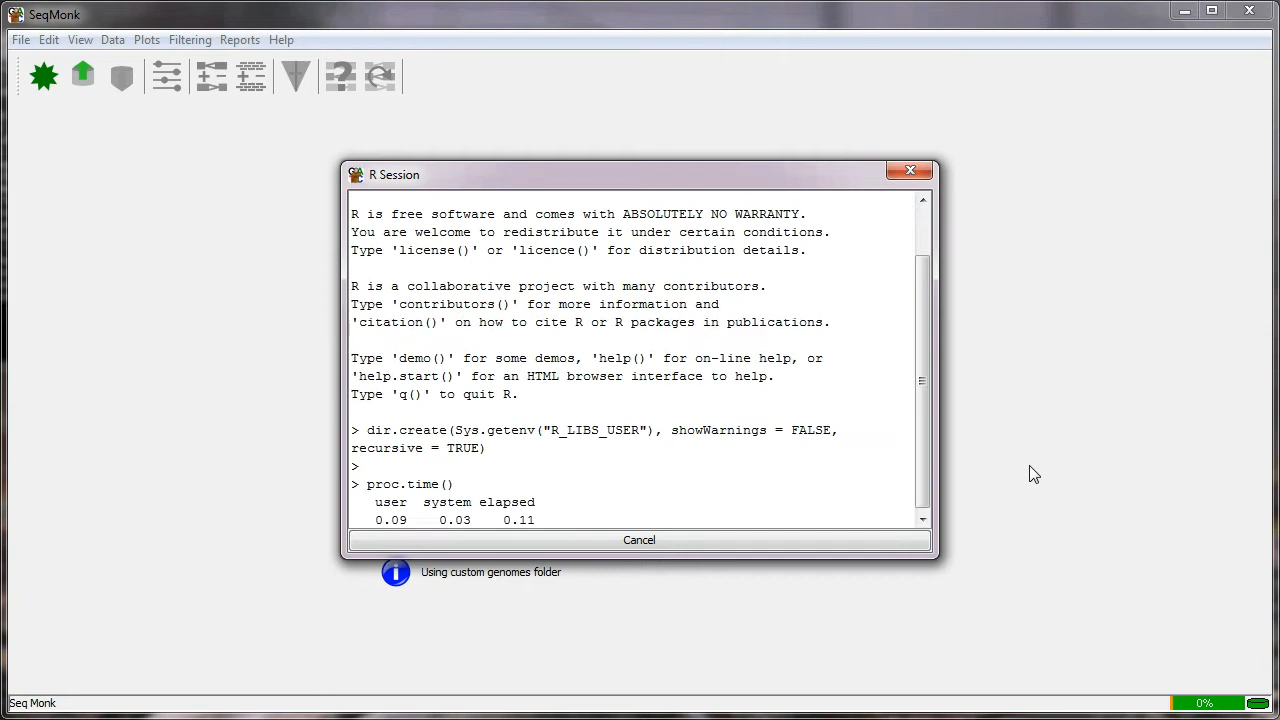 SeqMonk
File Edit View Data Plots Filtering Reports Help
R Session
R is free software and comes with ABSOLUTELY NO WARRANTY.
You are welcome to redistribute it under certain conditions.
Type 'license()' or 'licence()' for distribution details.
R is a collaborative project with many contributors.
Type 'contributors()' for more information and
'citation()' on how to cite R or R packages in publications.
Type 'demo()' for some demos, 'help()' for on-line help, or
'help.start()' for an HTML browser interface to help.
Type 'q()' to quit R.
> dir.create(Sys.getenv("R_LIBS_USER"), showWarnings = FALSE,
recursive = TRUE)
>
> proc.time()
user system elapsed
0.09 0.03 0.11
Cancel
Using custom genomes folder
Seq Monk
0%